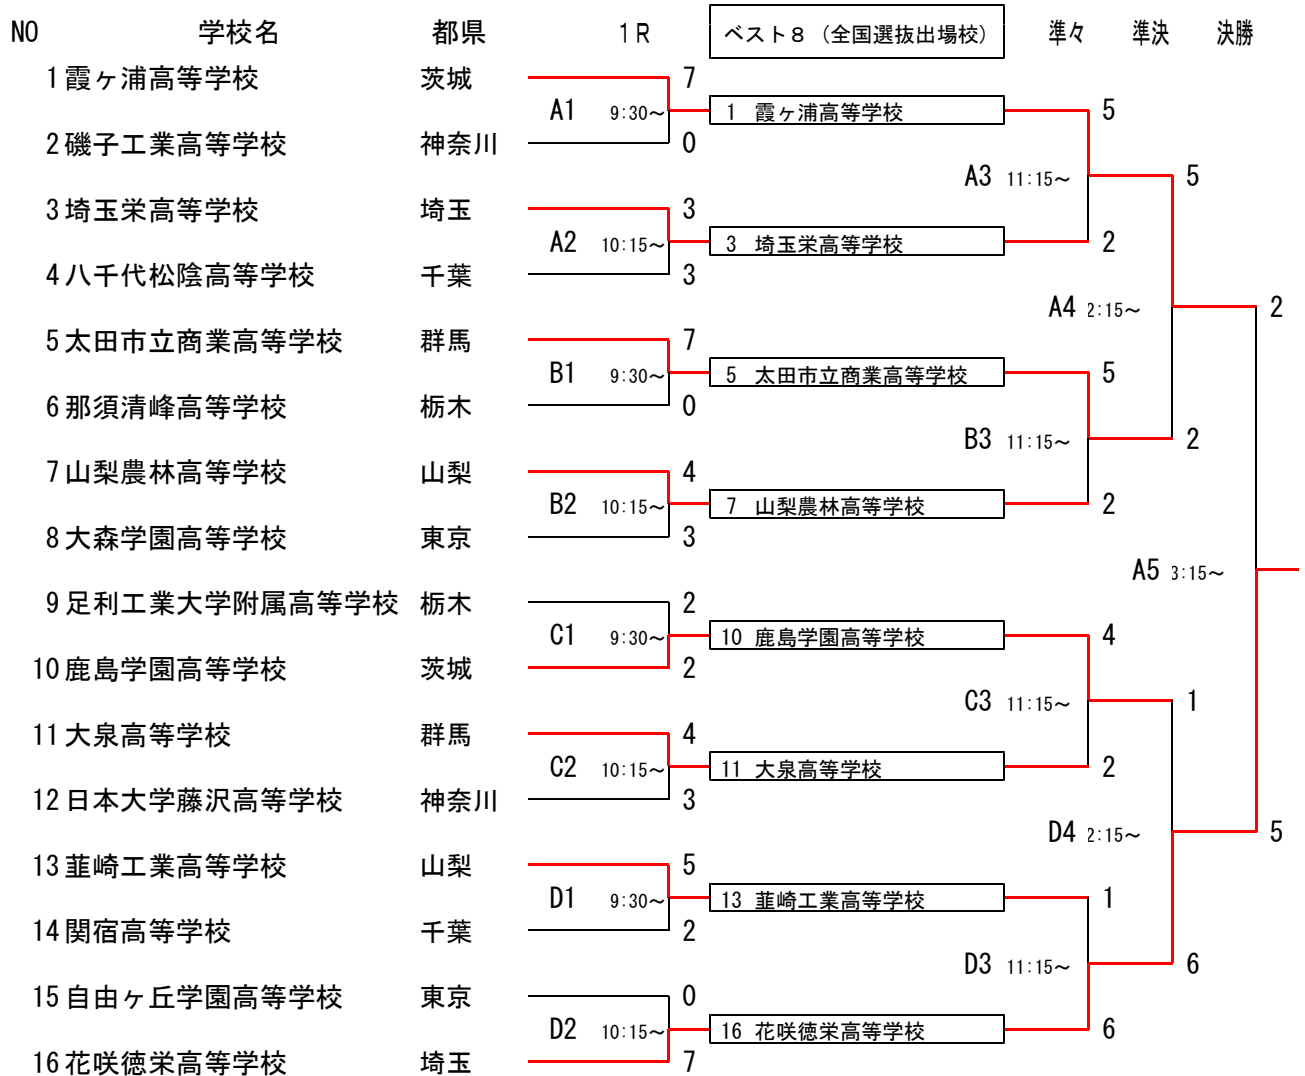 NO 学校名 都県 1R ベスト8（全国選抜出場校） 準々 準決 決勝
1 霞ヶ浦高等学校 茨城 7
A1 9:30～ 1 霞ヶ浦高等学校 5
2 磯子工業高等学校 神奈川 0
A3 11:15～ 5
3 埼玉栄高等学校 埼玉 3
A2 10:15～ 3 埼玉栄高等学校 2
4 八千代松陰高等学校 千葉 3
A4 2:15～ 2
5 太田市立商業高等学校 群馬 7
B1 9:30～ 5 太田市立商業高等学校 5
6 那須清峰高等学校 栃木 0
B3 11:15～ 2
7 山梨農林高等学校 山梨 4
B2 10:15～ 7 山梨農林高等学校 2
8 大森学園高等学校 東京 3
A5 3:15～
9 足利工業大学附属高等学校 栃木 2
C1 9:30～ 10 鹿島学園高等学校 4
10 鹿島学園高等学校 茨城 2
C3 11:15～ 1
11 大泉高等学校 群馬 4
C2 10:15～ 11 大泉高等学校 2
12 日本大学藤沢高等学校 神奈川 3
D4 2:15～ 5
13 韮崎工業高等学校 山梨 5
D1 9:30～ 13 韮崎工業高等学校 1
14 関宿高等学校 千葉 2
D3 11:15～ 6
15 自由ヶ丘学園高等学校 東京 0
D2 10:15～ 16 花咲徳栄高等学校 6
16 花咲徳栄高等学校 埼玉 7